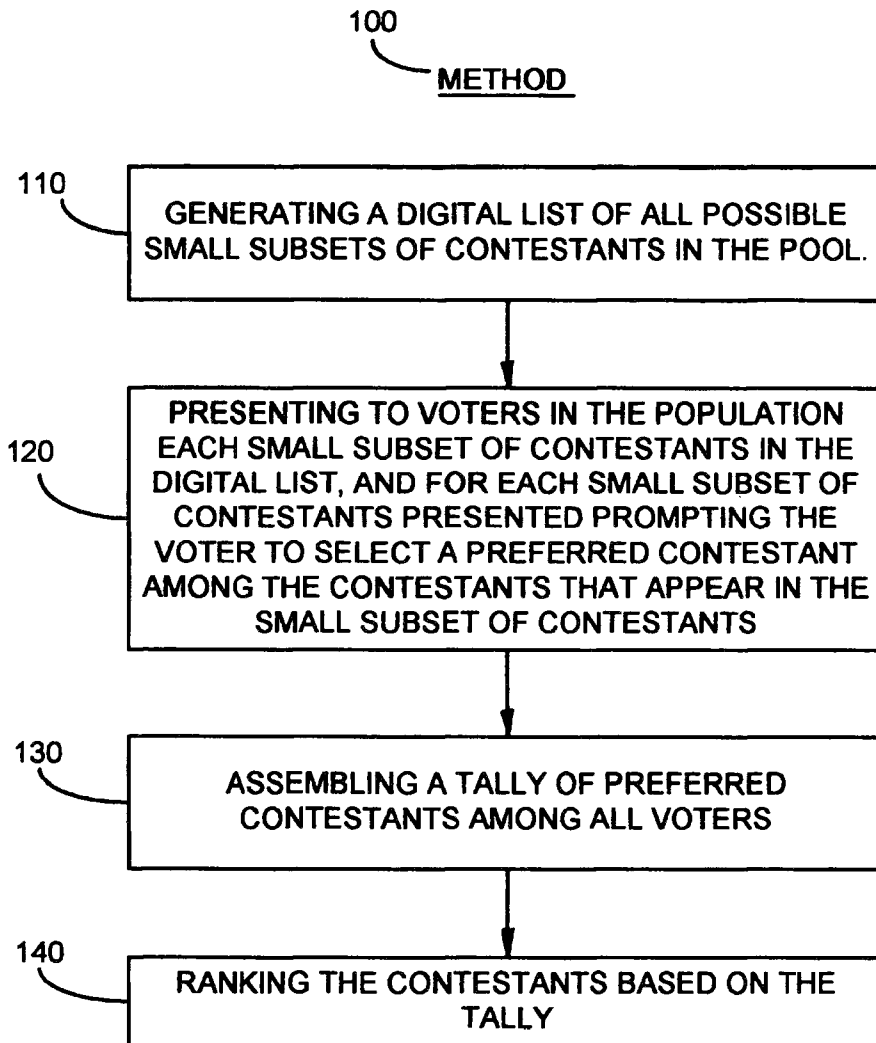 100
METHOD
110
GENERATING A DIGITAL LIST OF ALL POSSIBLE
SMALL SUBSETS OF CONTESTANTS IN THE POOL.
120
PRESENTING TO VOTERS IN THE POPULATION
EACH SMALL SUBSET OF CONTESTANTS IN THE
DIGITAL LIST, AND FOR EACH SMALL SUBSET OF
CONTESTANTS PRESENTED PROMPTING THE
VOTER TO SELECT A PREFERRED CONTESTANT
AMONG THE CONTESTANTS THAT APPEAR IN THE
SMALL SUBSET OF CONTESTANTS
130
ASSEMBLING A TALLY OF PREFERRED
CONTESTANTS AMONG ALL VOTERS
140
RANKING THE CONTESTANTS BASED ON THE
TALLY